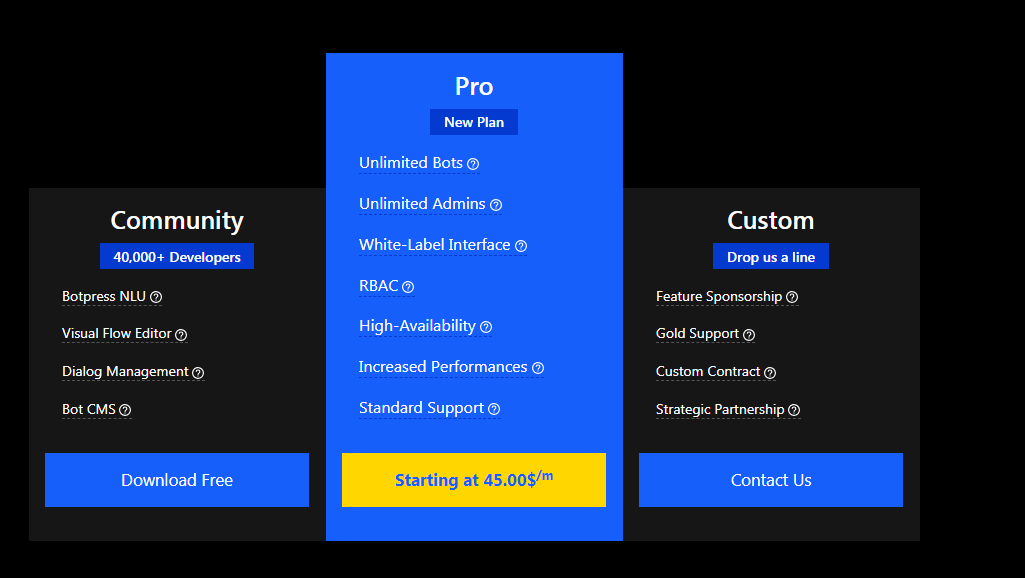 Pro
New Plan
Unlimited Bots
Unlimited Admins
White-Label Interface
RBAC
High-Availability
Increased Performances
Standard Support
Starting at 45.00$/m
Community
40,000+ Developers
Botpress NLU
Visual Flow Editor
Dialog Management
Bot CMS
Download Free
Custom
Drop us a line
Feature Sponsorship
Gold Support
Custom Contract
Strategic Partnership
Contact Us